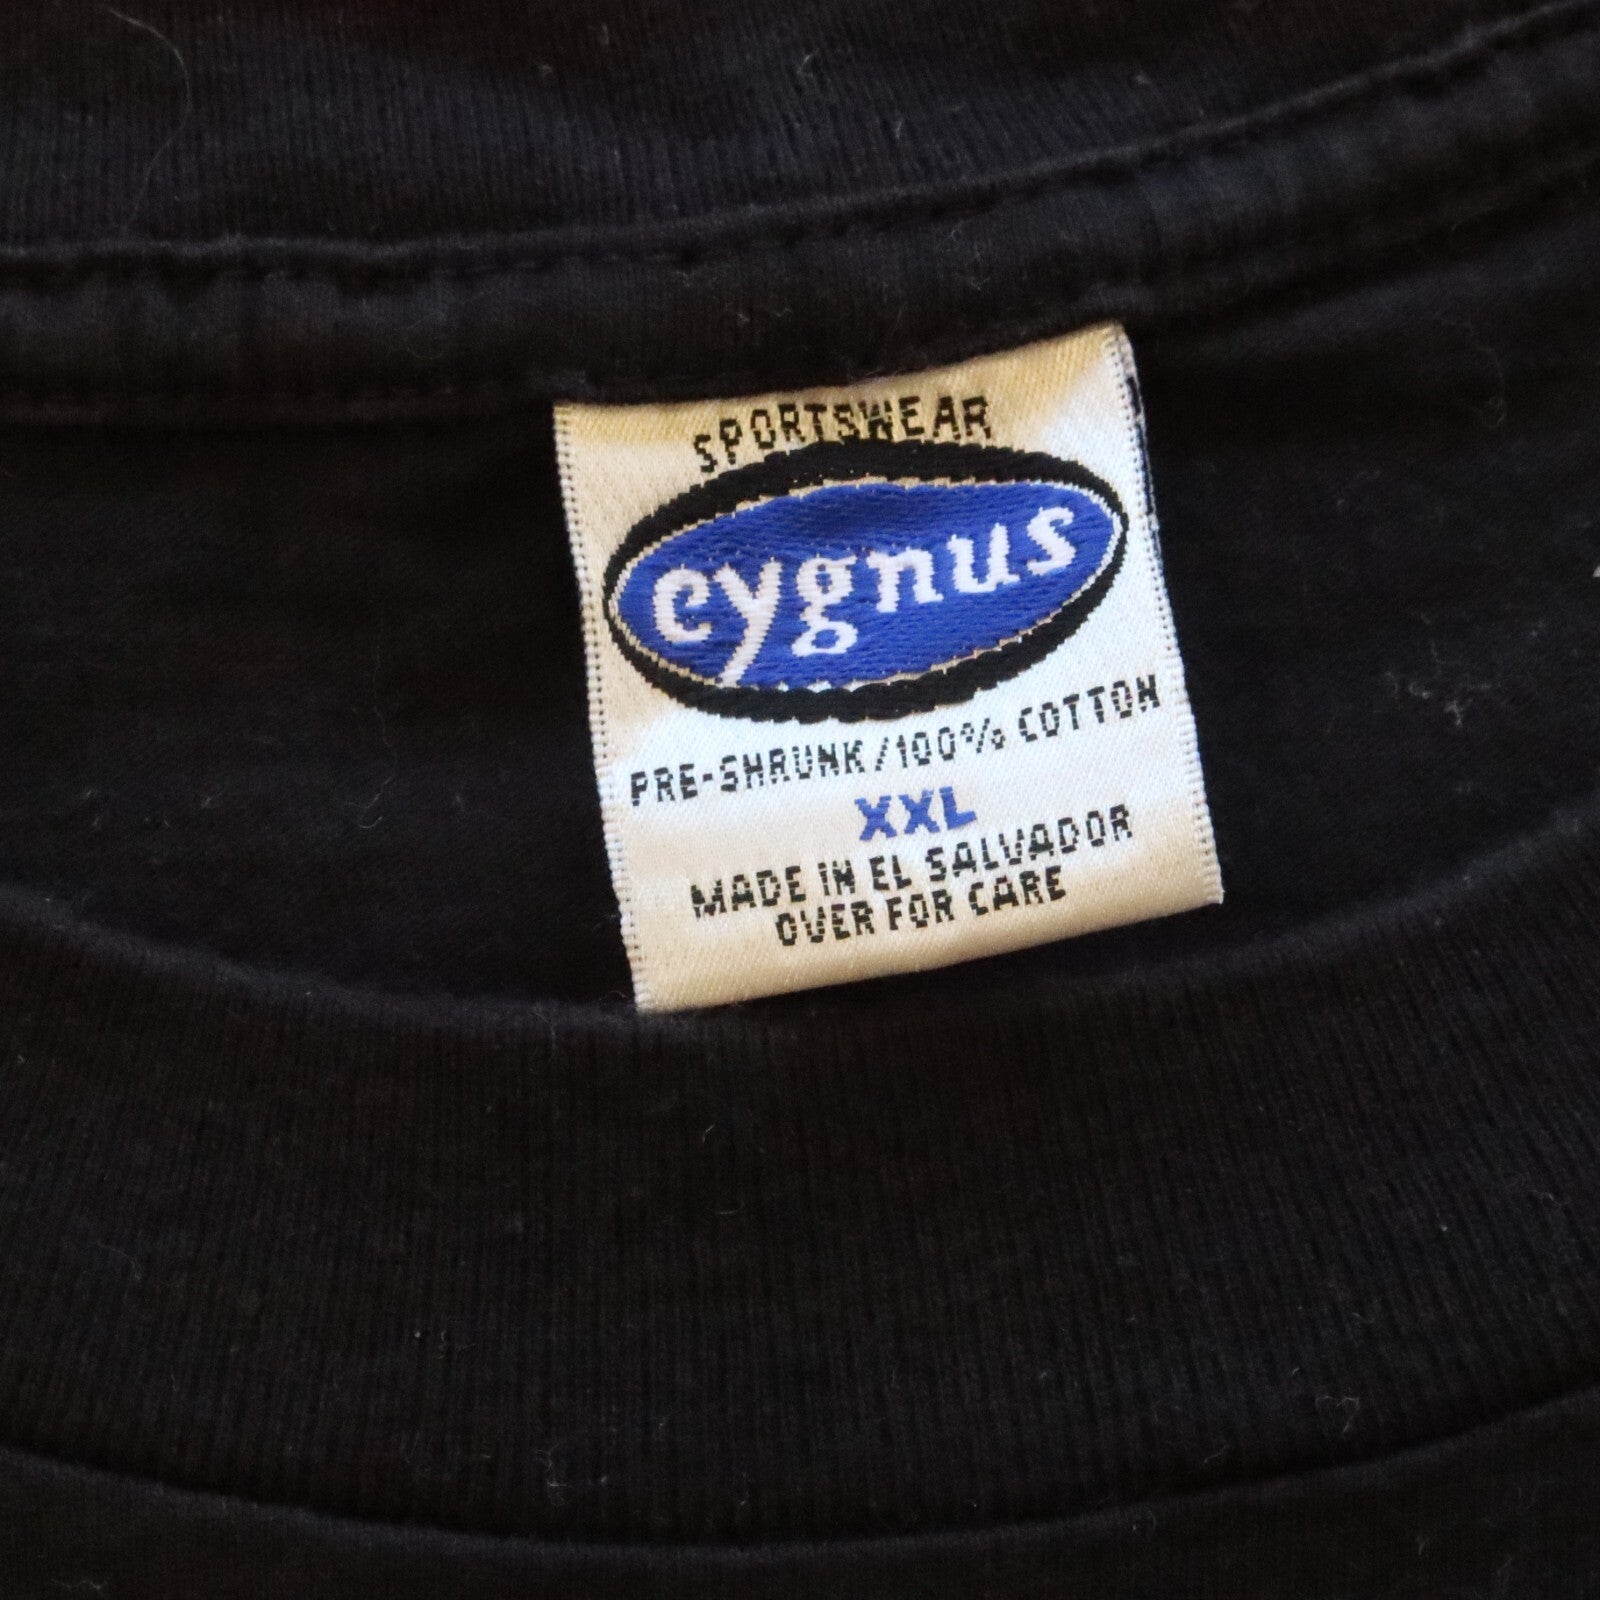 SPORTSWEAR
cygnus
PRE-SHRUNK/100% COTTON
XXL
MADE IN EL SALVADOR
OVER FOR CARE